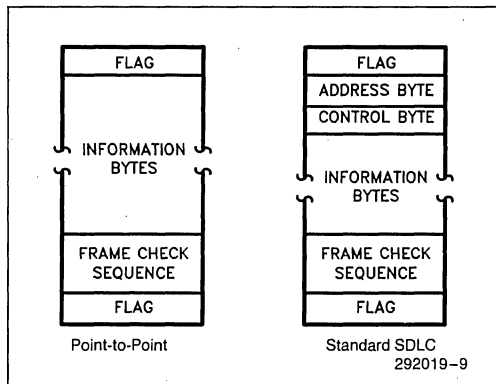 FLAG
INFORMATION
BYTES
FRAME CHECK
SEQUENCE
FLAG
Point-to-Point
FLAG
ADDRESS BYTE
CONTROL BYTE
INFORMATION
BYTES
FRAME CHECK
SEQUENCE
FLAG
Standard SDLC
292019-9